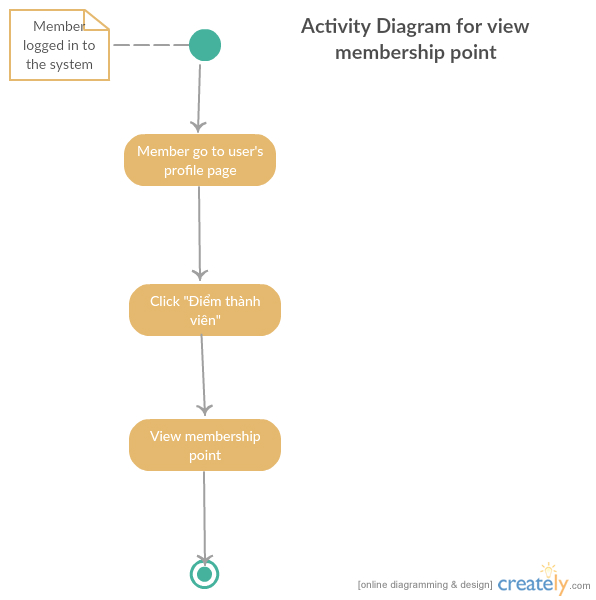 Activity Diagram for view
membership point
Member
logged in to
the system
Member go to user's
profile page
Click "Điểm thành
viên"
View membership
point
[online diagramming & design] creately.com